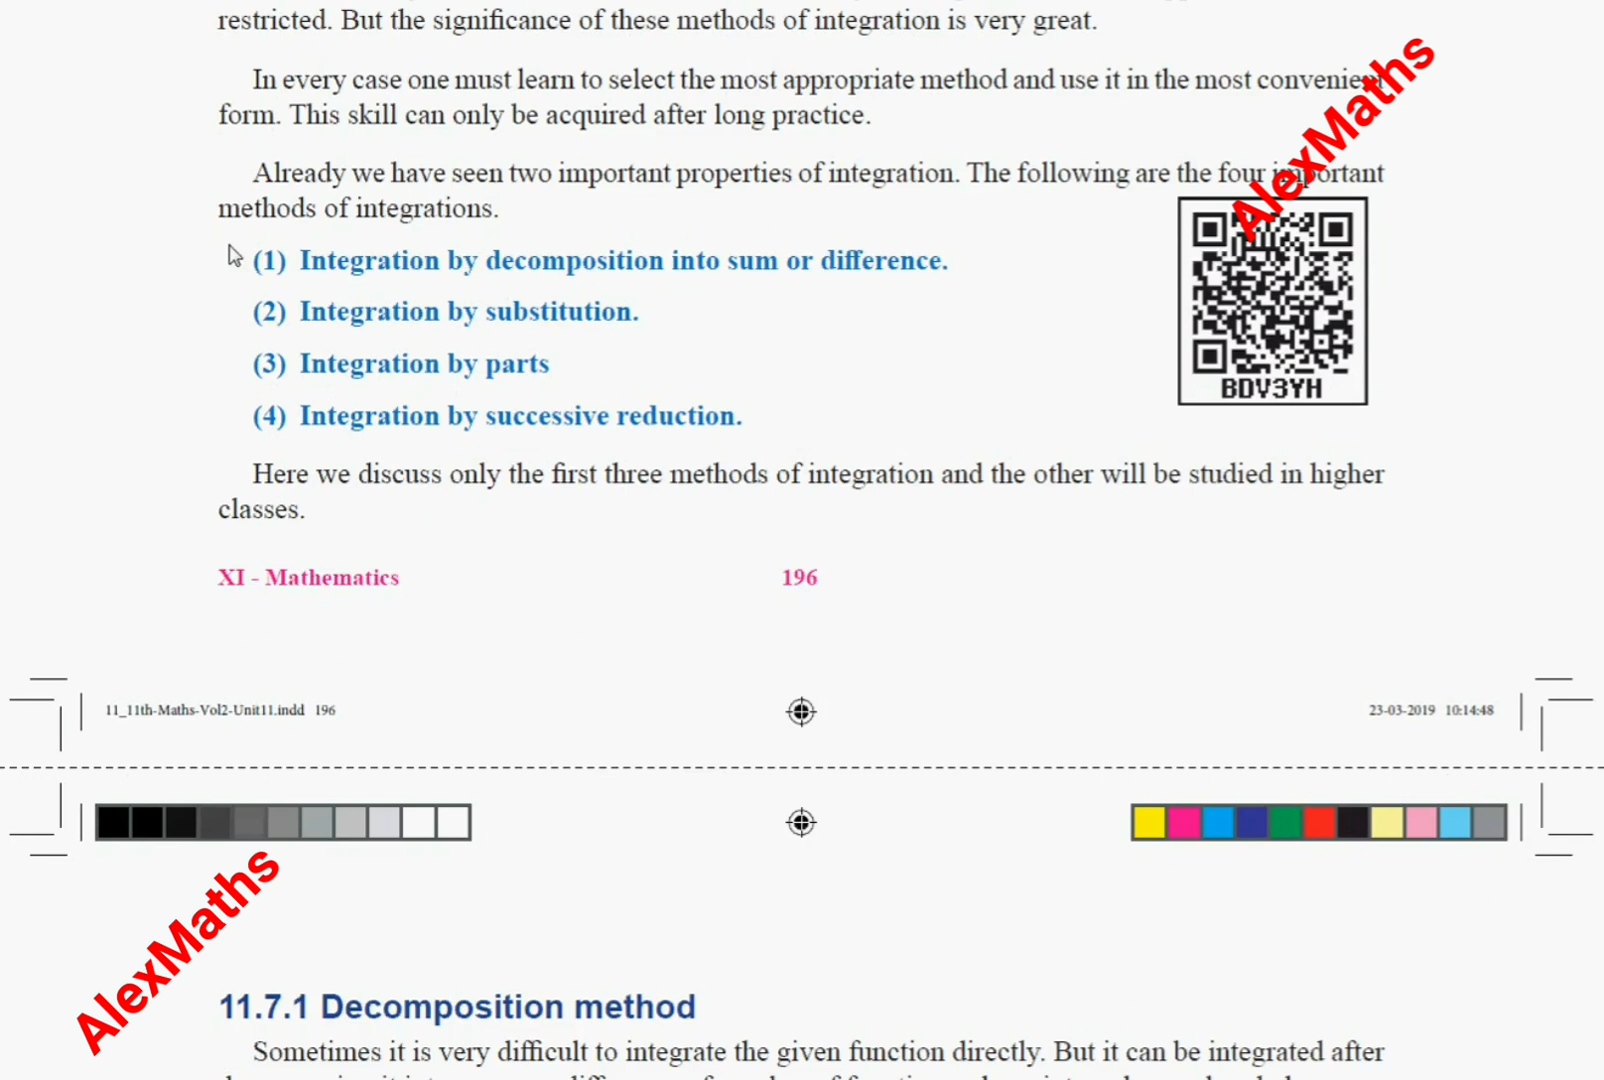 restricted. But the significance of these methods of integration is very great.
In every case one must learn to select the most appropriate method and use it in the most convenient
form. This skill can only be acquired after long practice.
Already we have seen two important properties of integration. The following are the four important
methods of integrations.
(1) Integration by decomposition into sum or difference.
(2) Integration by substitution.
(3) Integration by parts
(4) Integration by successive reduction.
BDV3YH
AlexMaths
Here we discuss only the first three methods of integration and the other will be studied in higher
classes.
XI - Mathematics 196
11_11th-Maths-Vol2-Unit11.indd 196 23-03-2019 10:14:48
AlexMaths
11.7.1 Decomposition method
Sometimes it is very difficult to integrate the given function directly. But it can be integrated after